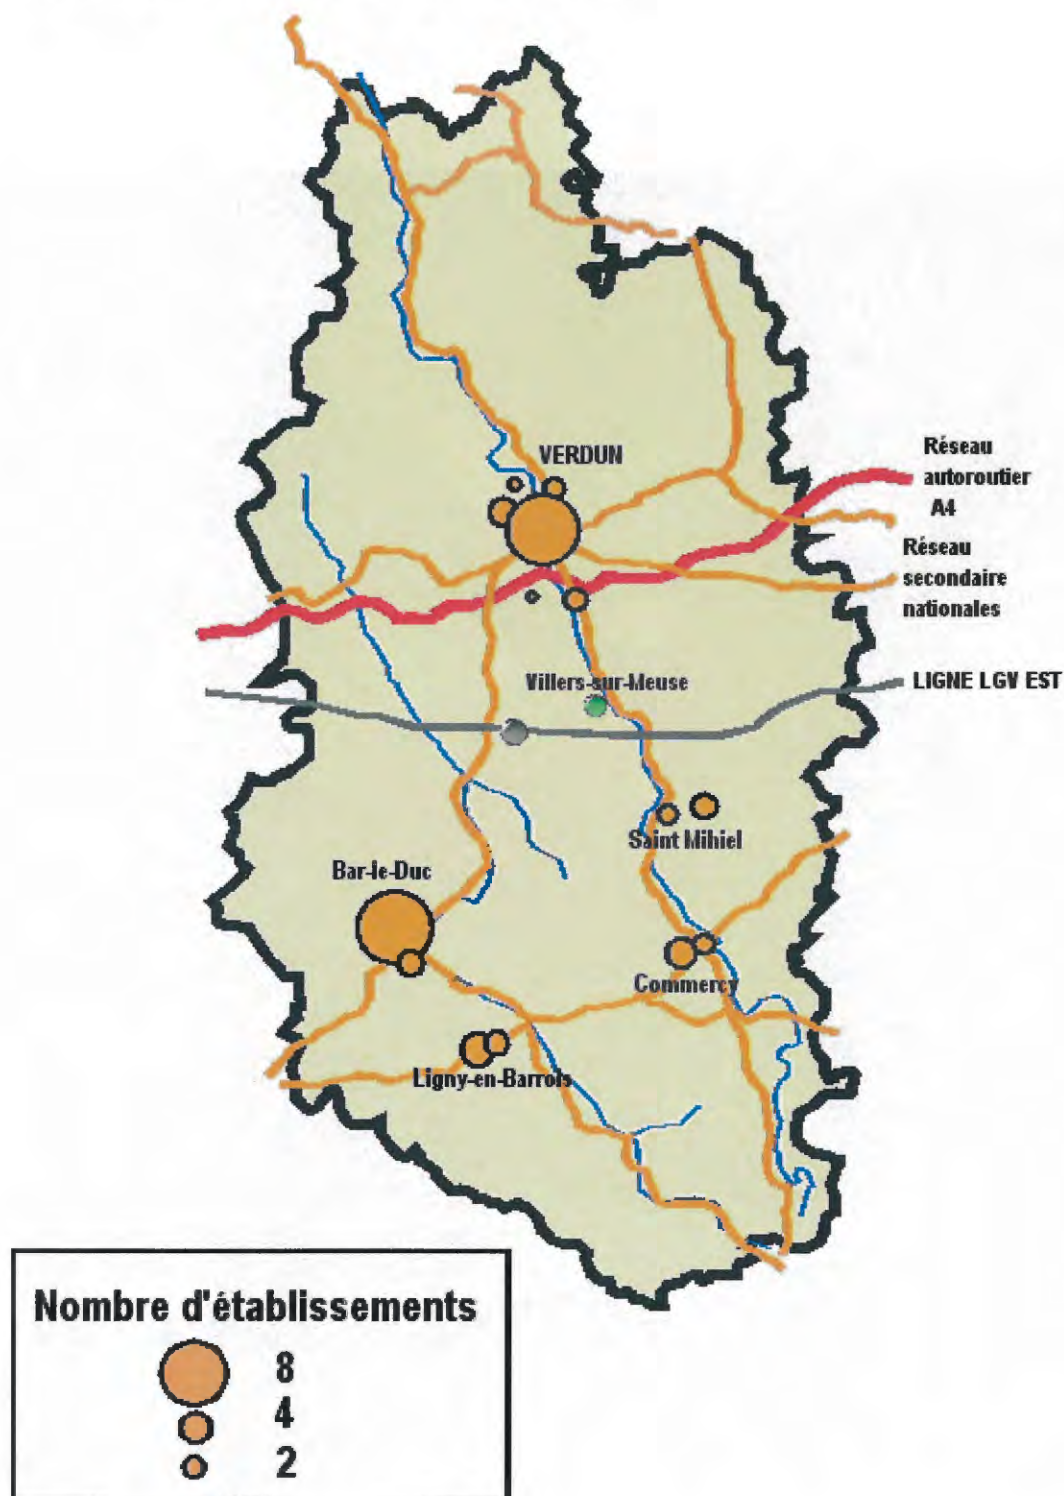 VERDUN
Réseau
autoroutier
A4
Réseau
secondaire
nationales
Villers-sur-Meuse
LIGNE LGV EST
Saint Mihiel
Bar-le-Duc
Commercy
Ligny-en-Barrois
Nombre d'établissements
8
4
2